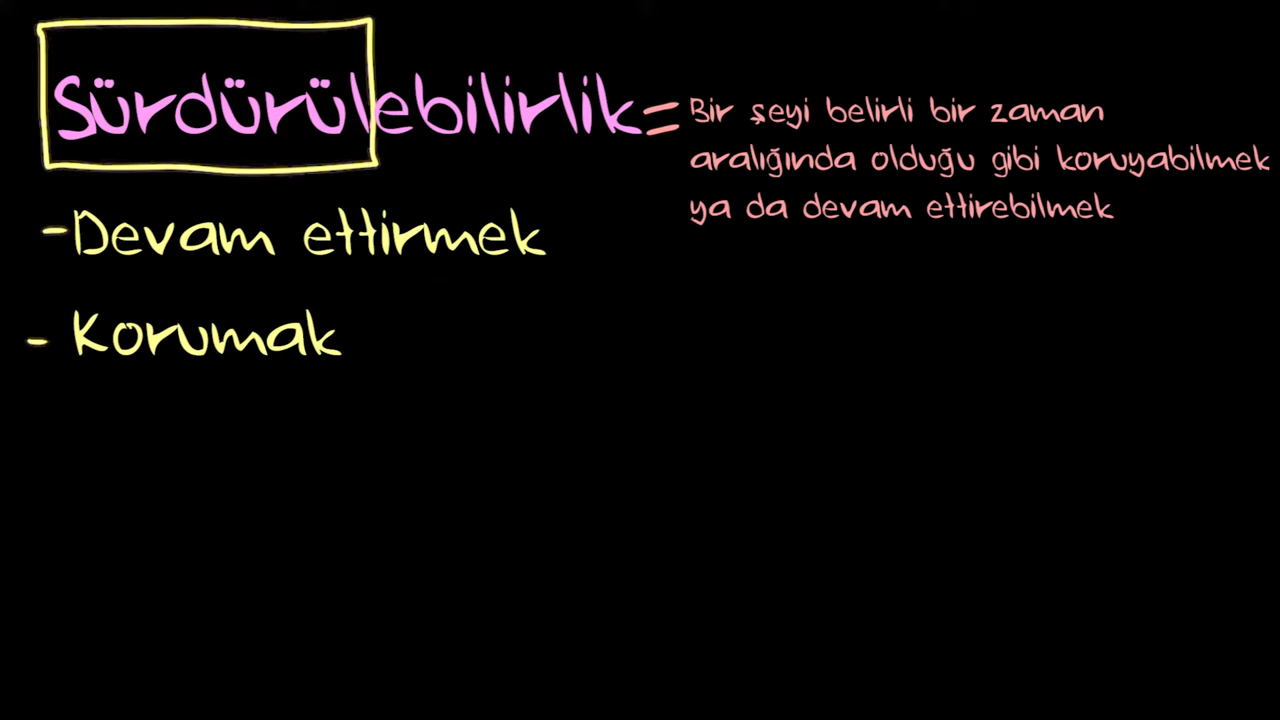 Sürdürülebilirlik = Bir şeyi belirli bir zaman
aralığında olduğu gibi koruyabilmek
ya da devam ettirebilmek
- Devam ettirmek
- Korumak